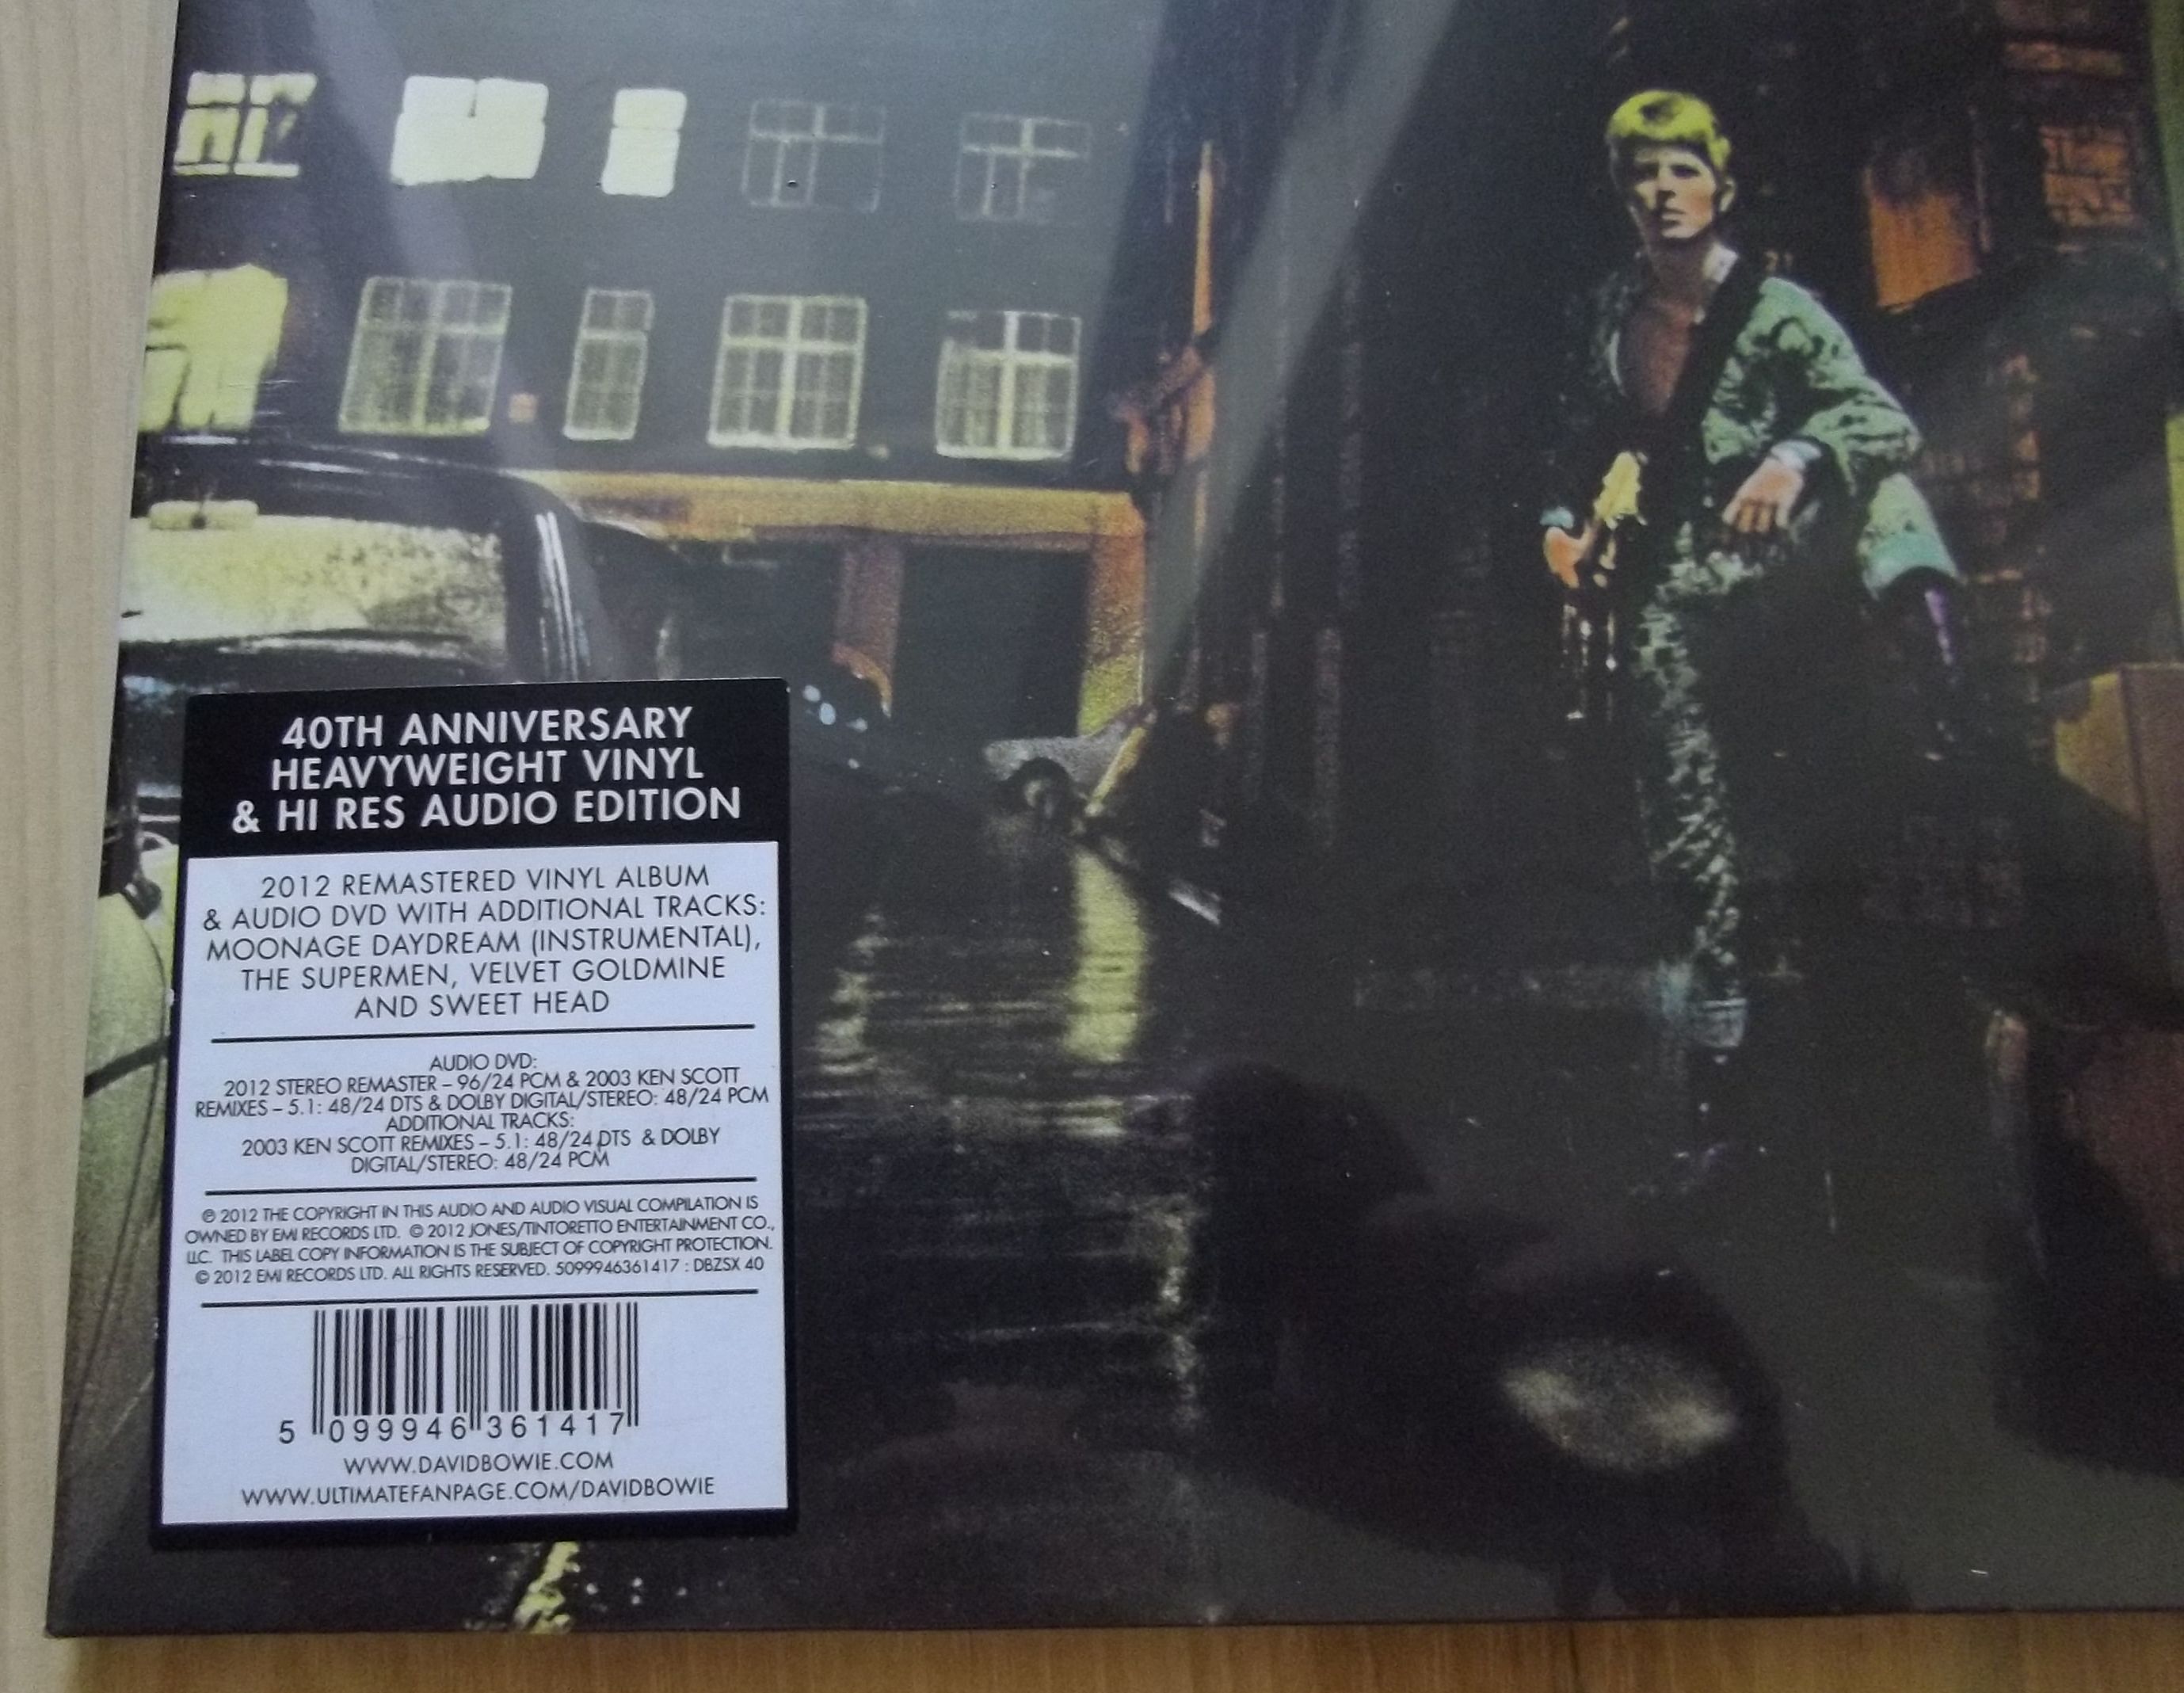 40TH ANNIVERSARY
HEAVYWEIGHT VINYL
& HI RES AUDIO EDITION
2012 REMASTERED VINYL ALBUM
& AUDIO DVD WITH ADDITIONAL TRACKS:
MOONAGE DAYDREAM (INSTRUMENTAL),
THE SUPERMEN, VELVET GOLDMINE
AND SWEET HEAD
AUDIO DVD:
2012 STEREO REMASTER – 96/24 PCM & 2003 KEN SCOTT
REMIXES – 5.1: 48/24 DTS & DOLBY DIGITAL/STEREO: 48/24 PCM
ADDITIONAL TRACKS:
2003 KEN SCOTT REMIXES – 5.1: 48/24 DTS & DOLBY
DIGITAL/STEREO: 48/24 PCM
℗ 2012 THE COPYRIGHT IN THIS AUDIO AND AUDIO VISUAL COMPILATION IS
OWNED BY EMI RECORDS LTD. © 2012 JONES/TINTORETTO ENTERTAINMENT CO.,
LLC. THIS LABEL COPY INFORMATION IS THE SUBJECT OF COPYRIGHT PROTECTION.
© 2012 EMI RECORDS LTD. ALL RIGHTS RESERVED. 5099946361417 : DBZSX 40
5 099946 361417
WWW.DAVIDBOWIE.COM
WWW.ULTIMATEFANPAGE.COM/DAVIDBOWIE